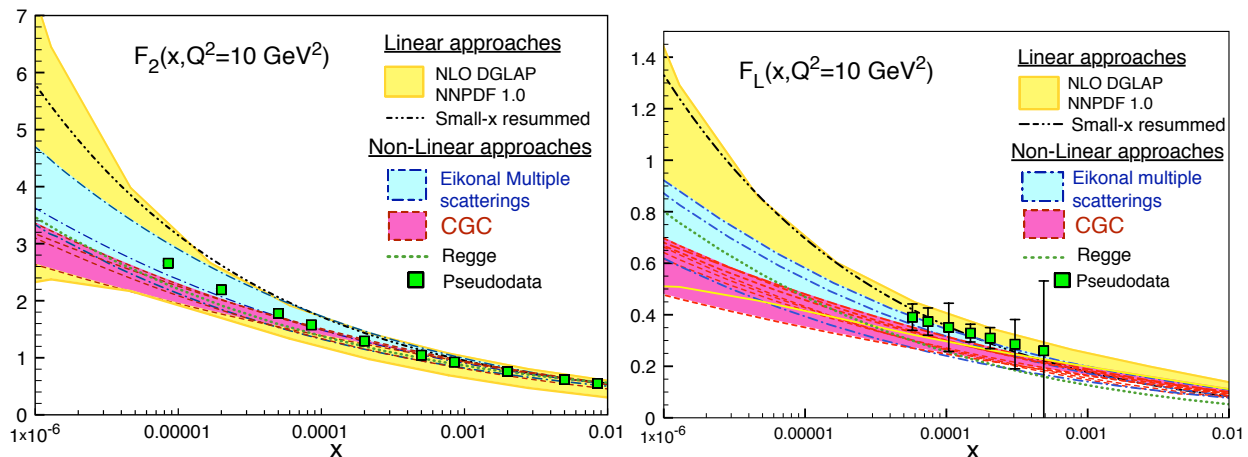 7
6
5
4
3
2
1
0
F2(x,Q²=10 GeV²)
Linear approaches
NLO DGLAP
NNPDF 1.0
Small-x resummed
Non-Linear approaches
Eikonal Multiple
scatterings
CGC
Regge
Pseudodata
1×10⁻⁶
0.00001
0.0001
0.001
0.01
x
1.4
1.2
1
0.8
0.6
0.4
0.2
0
FL(x,Q²=10 GeV²)
Linear approaches
NLO DGLAP
NNPDF 1.0
Small-x resummed
Non-Linear approaches
Eikonal multiple
scatterings
CGC
Regge
Pseudodata
1×10⁻⁶
0.00001
0.0001
0.001
0.01
x